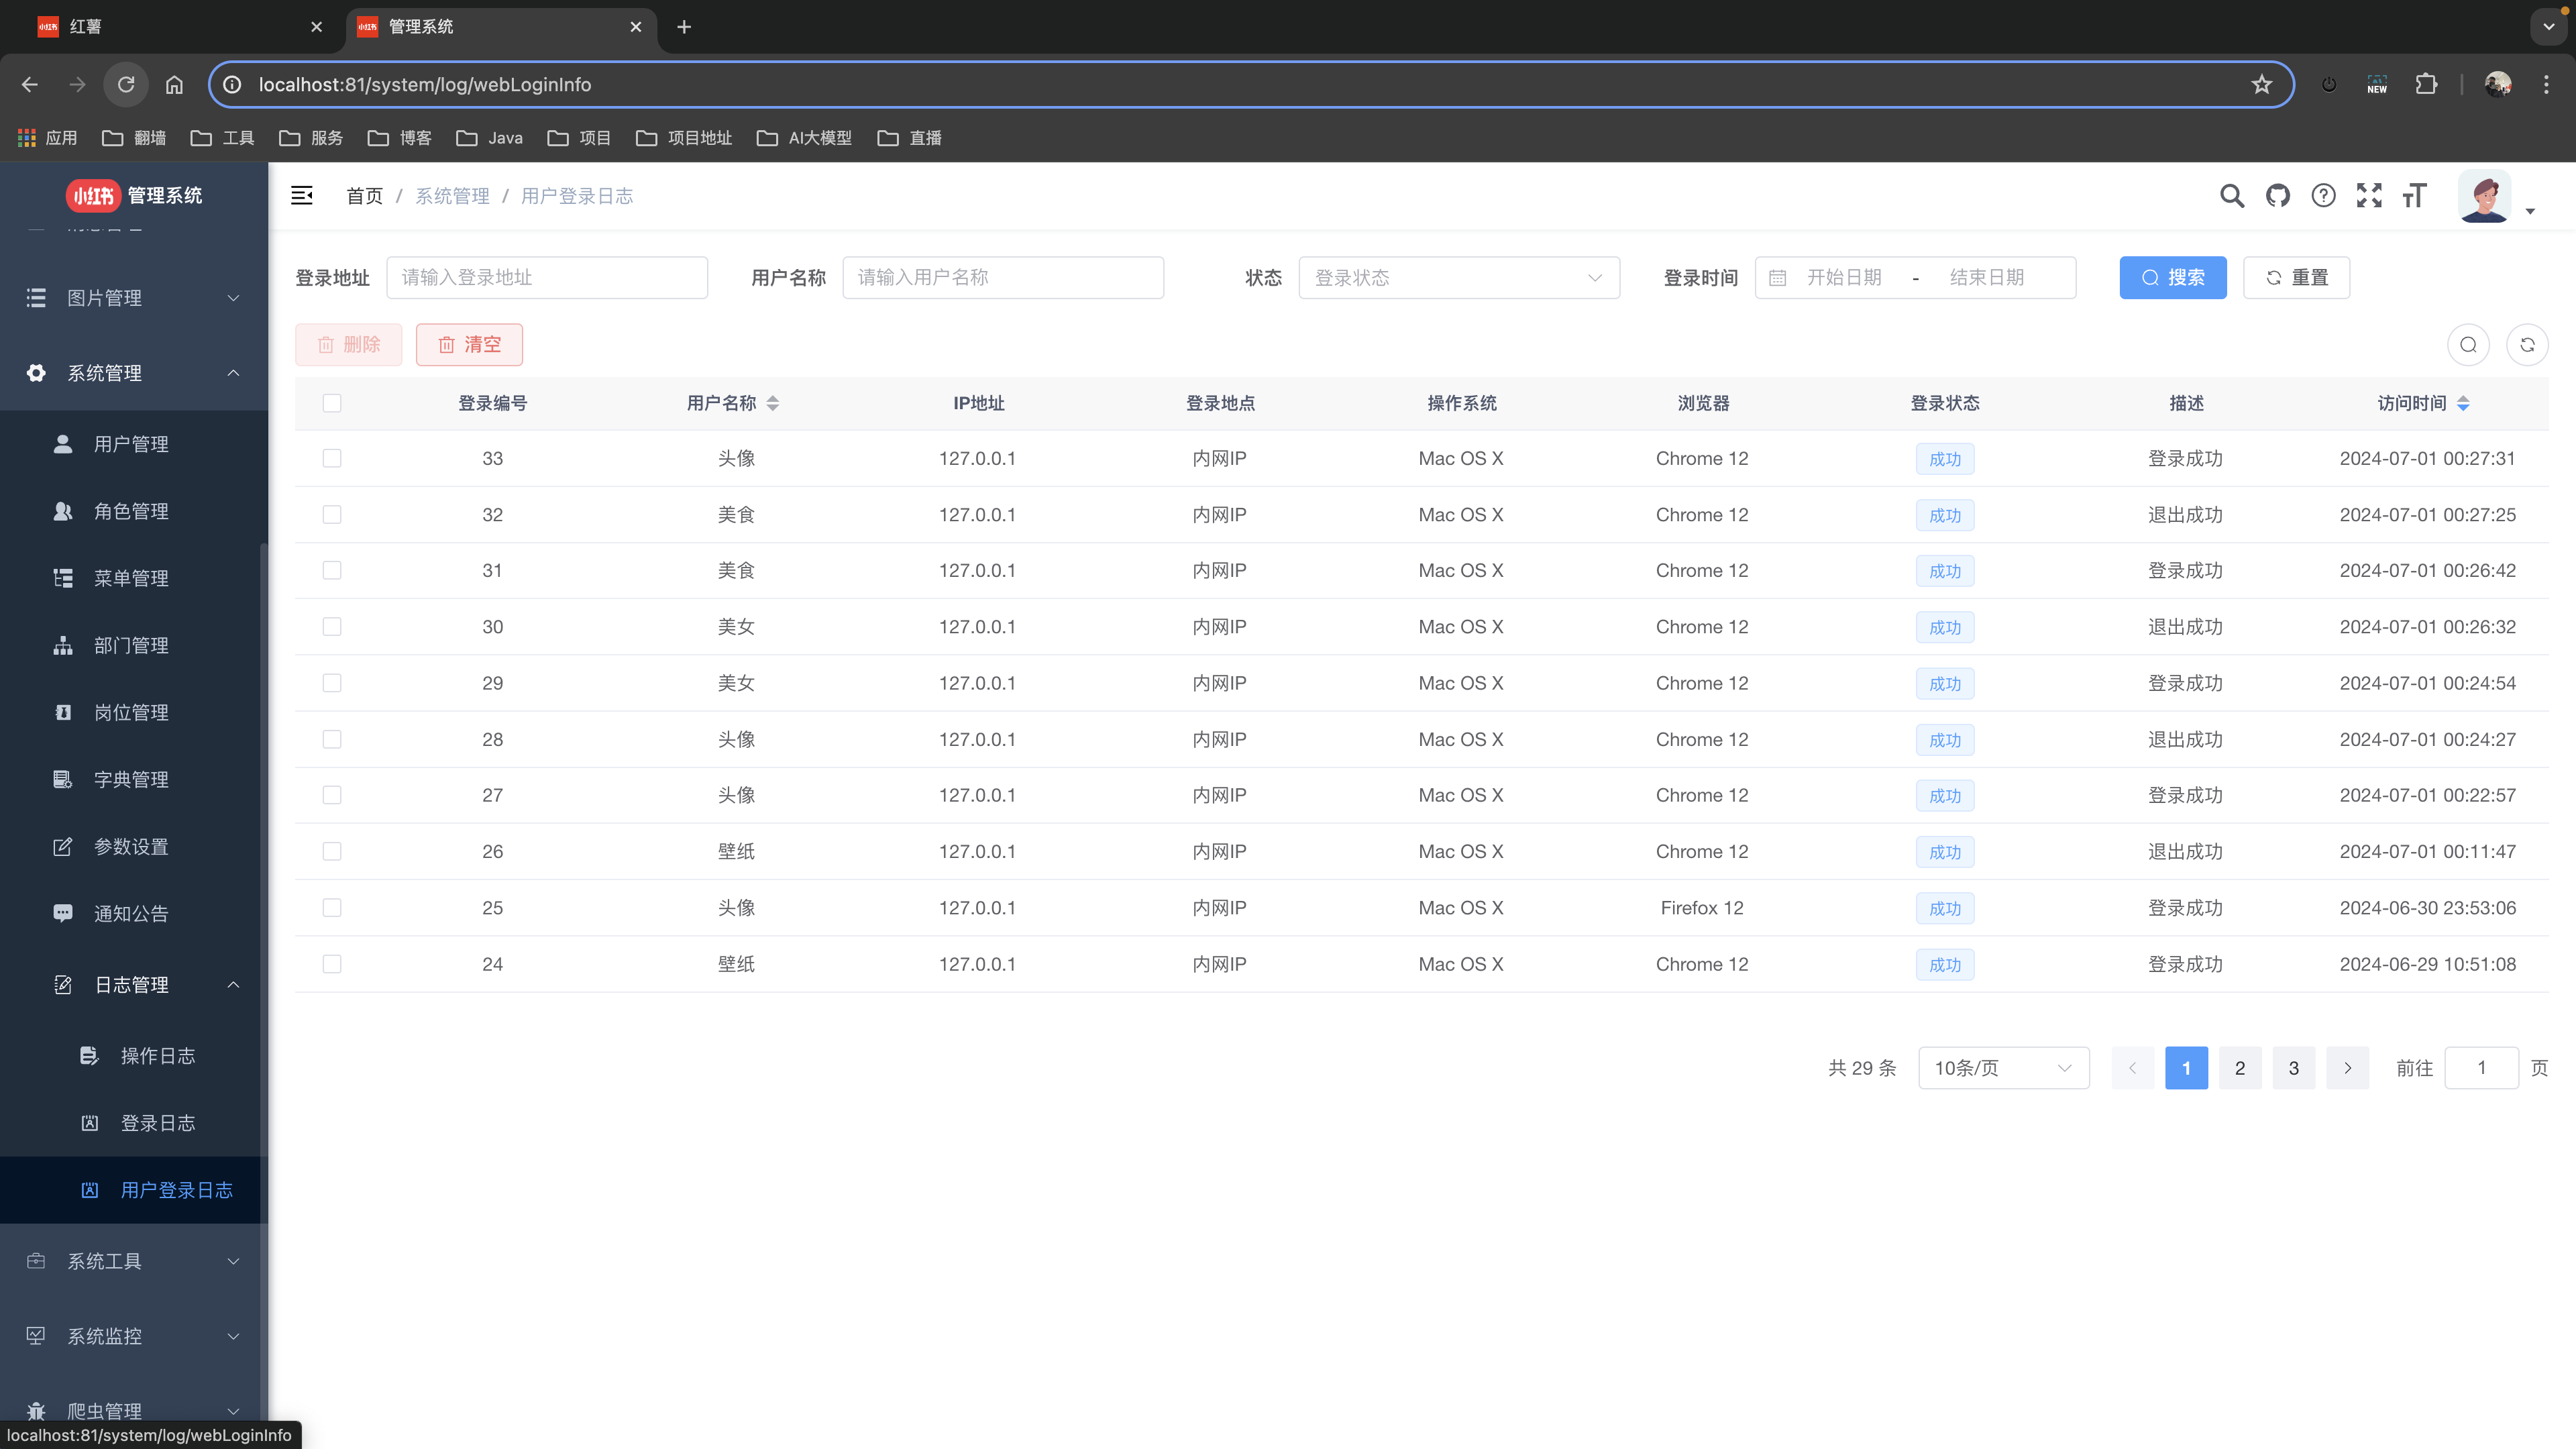 小红书 红薯
小红书 管理系统
localhost:81/system/log/webLoginInfo
NEW
应用 翻墙 工具 服务 博客 Java 项目 项目地址 AI大模型 直播
小红书 管理系统
图片管理
系统管理
用户管理
角色管理
菜单管理
部门管理
岗位管理
字典管理
参数设置
通知公告
日志管理
操作日志
登录日志
用户登录日志
系统工具
系统监控
爬虫管理
localhost:81/system/log/webLoginInfo
首页 / 系统管理 / 用户登录日志
登录地址 请输入登录地址 用户名称 请输入用户名称 状态 登录状态 登录时间 开始日期 - 结束日期 搜索 重置
删除 清空
登录编号 用户名称 IP地址 登录地点 操作系统 浏览器 登录状态 描述 访问时间
33 头像 127.0.0.1 内网IP Mac OS X Chrome 12 成功 登录成功 2024-07-01 00:27:31
32 美食 127.0.0.1 内网IP Mac OS X Chrome 12 成功 退出成功 2024-07-01 00:27:25
31 美食 127.0.0.1 内网IP Mac OS X Chrome 12 成功 登录成功 2024-07-01 00:26:42
30 美女 127.0.0.1 内网IP Mac OS X Chrome 12 成功 退出成功 2024-07-01 00:26:32
29 美女 127.0.0.1 内网IP Mac OS X Chrome 12 成功 登录成功 2024-07-01 00:24:54
28 头像 127.0.0.1 内网IP Mac OS X Chrome 12 成功 退出成功 2024-07-01 00:24:27
27 头像 127.0.0.1 内网IP Mac OS X Chrome 12 成功 登录成功 2024-07-01 00:22:57
26 壁纸 127.0.0.1 内网IP Mac OS X Chrome 12 成功 退出成功 2024-07-01 00:11:47
25 头像 127.0.0.1 内网IP Mac OS X Firefox 12 成功 登录成功 2024-06-30 23:53:06
24 壁纸 127.0.0.1 内网IP Mac OS X Chrome 12 成功 登录成功 2024-06-29 10:51:08
共 29 条 10条/页 1 2 3 前往 1 页